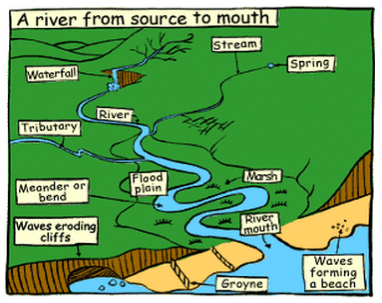 A river from source to mouth
Stream
Spring
Waterfall
River
Tributary
Flood
plain
Marsh
Meander or
bend
River
mouth
Waves eroding
cliffs
Waves
forming
a beach
Groyne